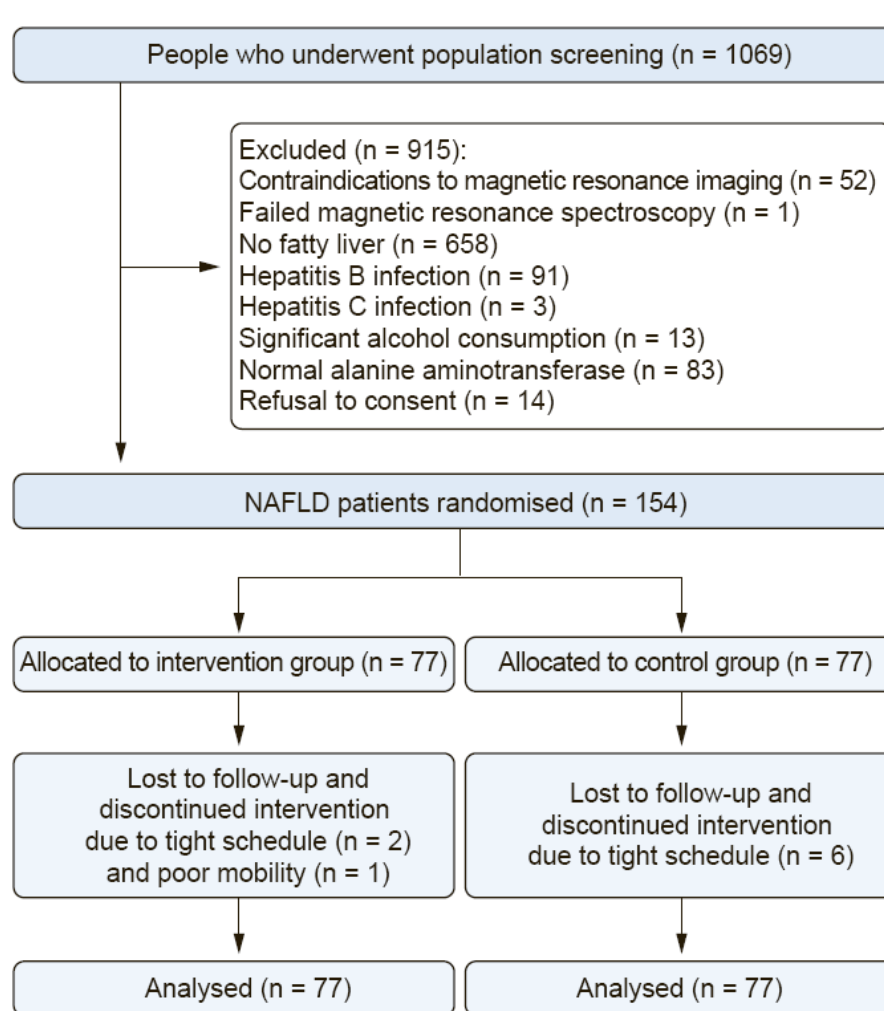 People who underwent population screening (n = 1069)
Excluded (n = 915):
Contraindications to magnetic resonance imaging (n = 52)
Failed magnetic resonance spectroscopy (n = 1)
No fatty liver (n = 658)
Hepatitis B infection (n = 91)
Hepatitis C infection (n = 3)
Significant alcohol consumption (n = 13)
Normal alanine aminotransferase (n = 83)
Refusal to consent (n = 14)
NAFLD patients randomised (n = 154)
Allocated to intervention group (n = 77)
Allocated to control group (n = 77)
Lost to follow-up and
discontinued intervention
due to tight schedule (n = 2)
and poor mobility (n = 1)
Lost to follow-up and
discontinued intervention
due to tight schedule (n = 6)
Analysed (n = 77)
Analysed (n = 77)